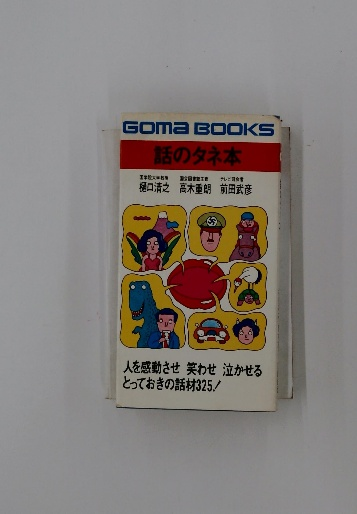 GOMA BOOKS
話のタネ本
樋口清之 高木重朗 前田武彦
人を感動させ 笑わせ 泣かせる
とっておきの話材325!